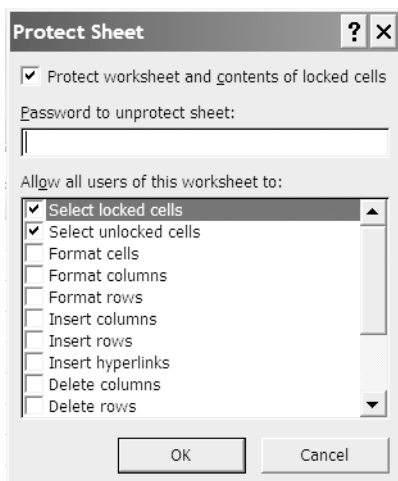 Protect Sheet
Protect worksheet and contents of locked cells
Password to unprotect sheet:
Allow all users of this worksheet to:
Select locked cells
Select unlocked cells
Format cells
Format columns
Format rows
Insert columns
Insert rows
Insert hyperlinks
Delete columns
Delete rows
OK Cancel